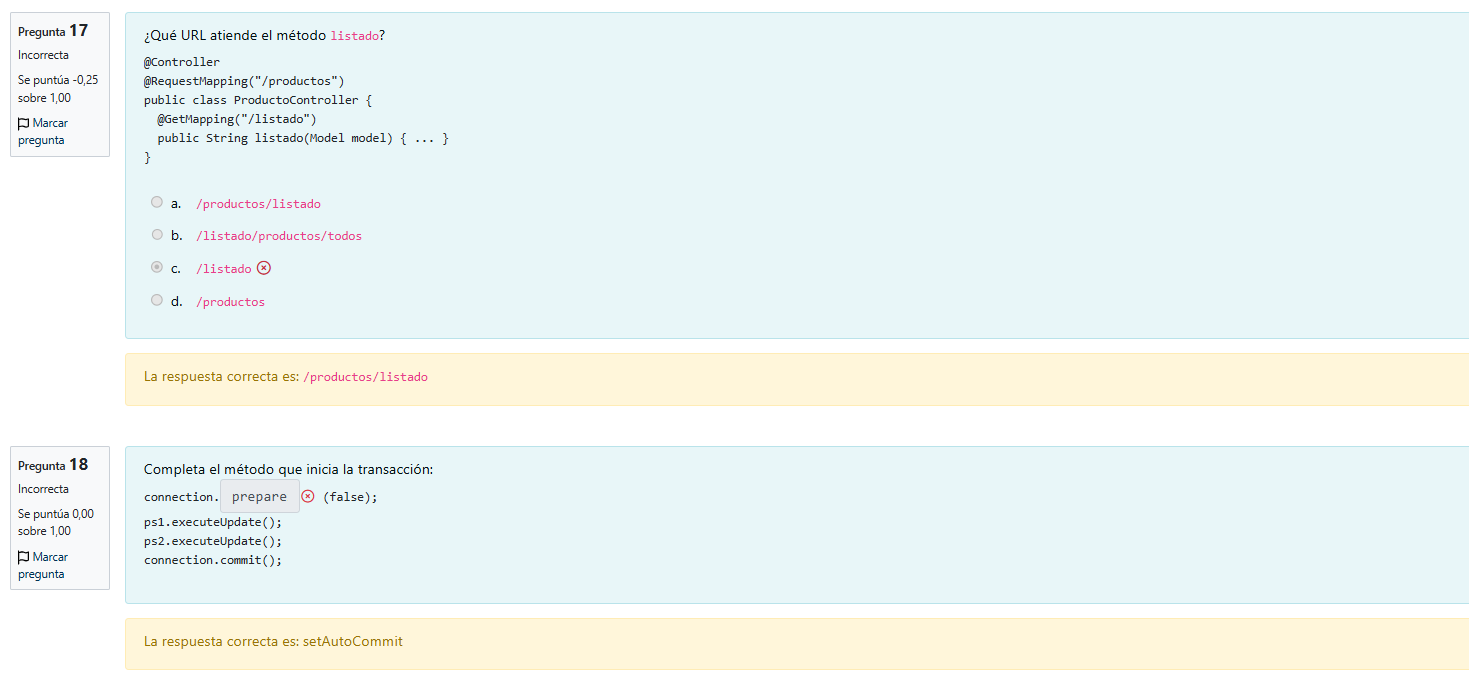 Pregunta 17
Incorrecta
Se puntúa -0,25
sobre 1,00
Marcar
pregunta
¿Qué URL atiende el método listado?
@Controller
@RequestMapping("/productos")
public class ProductoController {
  @GetMapping("/listado")
  public String listado(Model model) { ... }
}
a. /productos/listado
b. /listado/productos/todos
c. /listado
d. /productos
La respuesta correcta es: /productos/listado
Pregunta 18
Incorrecta
Se puntúa 0,00
sobre 1,00
Marcar
pregunta
Completa el método que inicia la transacción:
connection. prepare (false);
ps1.executeUpdate();
ps2.executeUpdate();
connection.commit();
La respuesta correcta es: setAutoCommit